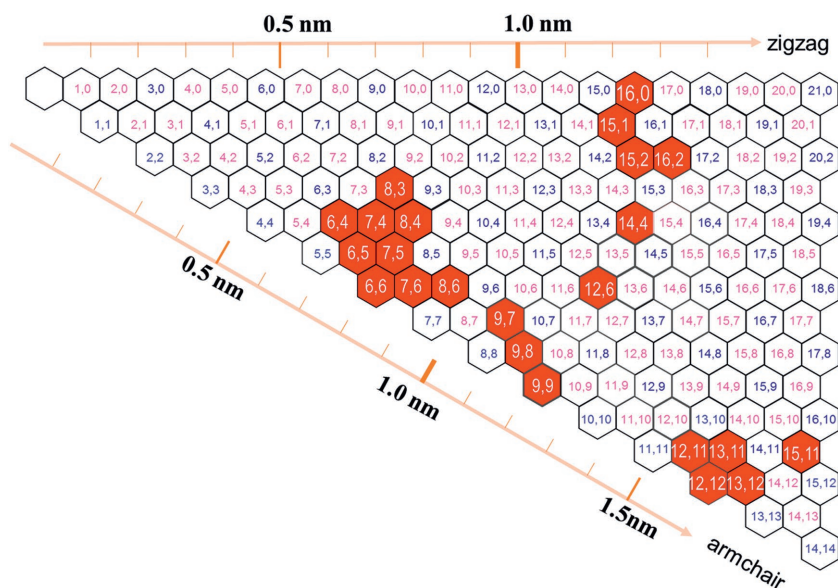 0.5 nm
1.0 nm
zigzag
1,0 2,0 3,0 4,0 5,0 6,0 7,0 8,0 9,0 10,0 11,0 12,0 13,0 14,0 15,0 16,0 17,0 18,0 19,0 20,0 21,0
1,1 2,1 3,1 4,1 5,1 6,1 7,1 8,1 9,1 10,1 11,1 12,1 13,1 14,1 15,1 16,1 17,1 18,1 19,1 20,1
2,2 3,2 4,2 5,2 6,2 7,2 8,2 9,2 10,2 11,2 12,2 13,2 14,2 15,2 16,2 17,2 18,2 19,2 20,2
3,3 4,3 5,3 6,3 7,3 8,3 9,3 10,3 11,3 12,3 13,3 14,3 15,3 16,3 17,3 18,3 19,3
4,4 5,4 6,4 7,4 8,4 9,4 10,4 11,4 12,4 13,4 14,4 15,4 16,4 17,4 18,4 19,4
5,5 6,5 7,5 8,5 9,5 10,5 11,5 12,5 13,5 14,5 15,5 16,5 17,5 18,5
6,6 7,6 8,6 9,6 10,6 11,6 12,6 13,6 14,6 15,6 16,6 17,6 18,6
7,7 8,7 9,7 10,7 11,7 12,7 13,7 14,7 15,7 16,7 17,7
8,8 9,8 10,8 11,8 12,8 13,8 14,8 15,8 16,8 17,8
9,9 10,9 11,9 12,9 13,9 14,9 15,9 16,9
10,10 11,10 12,10 13,10 14,10 15,10 16,10
11,11 12,11 13,11 14,11 15,11
12,12 13,12 14,12 15,12
13,13 14,13
14,14
0.5 nm
1.0 nm
1.5nm
armchair